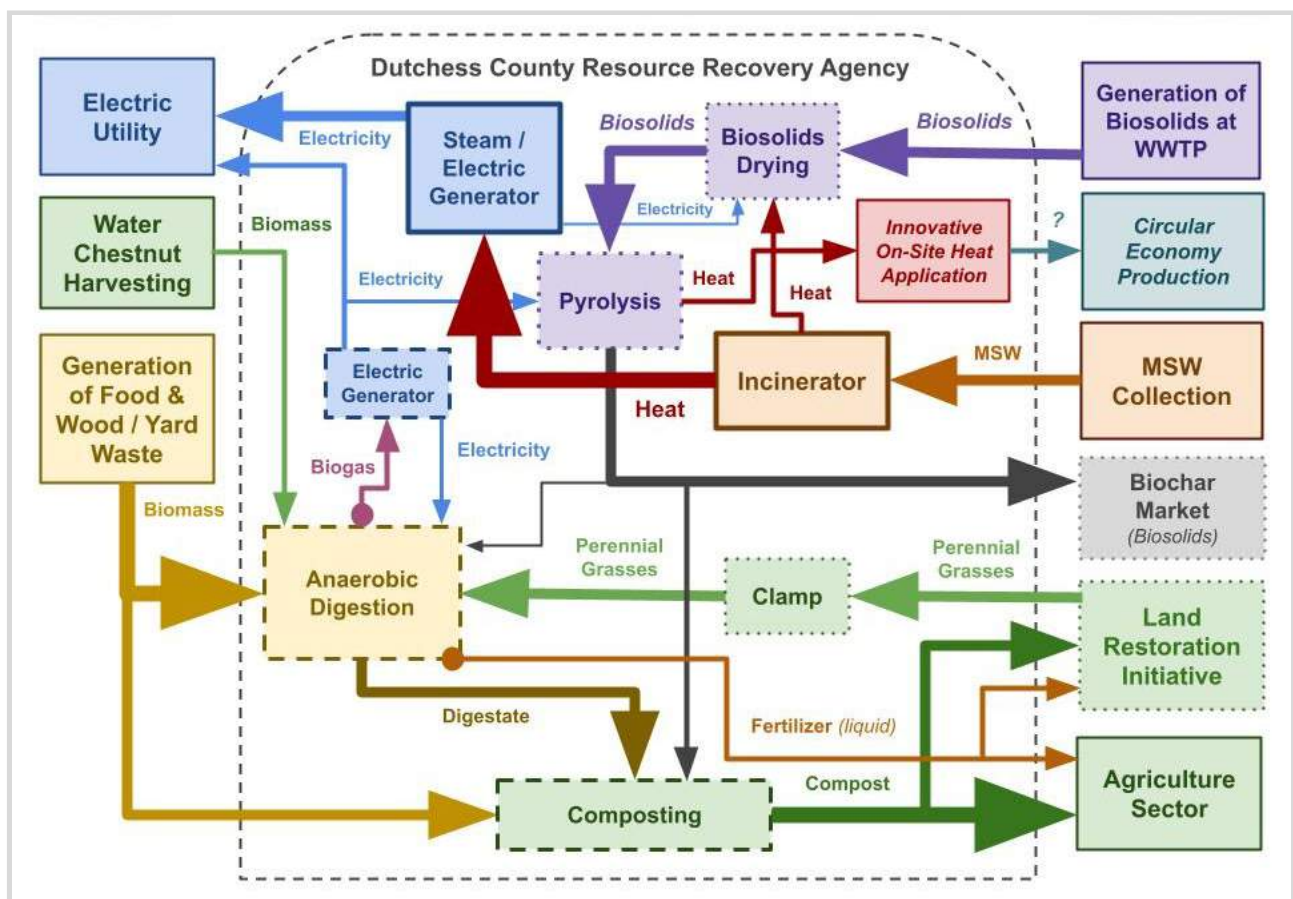 Dutchess County Resource Recovery Agency
Electric
Utility
Electricity
Steam /
Electric
Generator
Biosolids
Biosolids
Drying
Biosolids
Generation of
Biosolids at
WWTP
Water
Chestnut
Harvesting
Biomass
Electricity
Electricity
Pyrolysis
Heat
Heat
Innovative
On-Site Heat
Application
?
Circular
Economy
Production
Generation
of Food &
Wood / Yard
Waste
Electric
Generator
Heat
Incinerator
MSW
MSW
Collection
Biomass
Biogas
Electricity
Biochar
Market
(Biosolids)
Anaerobic
Digestion
Perennial
Grasses
Clamp
Perennial
Grasses
Land
Restoration
Initiative
Digestate
Fertilizer (liquid)
Composting
Compost
Agriculture
Sector